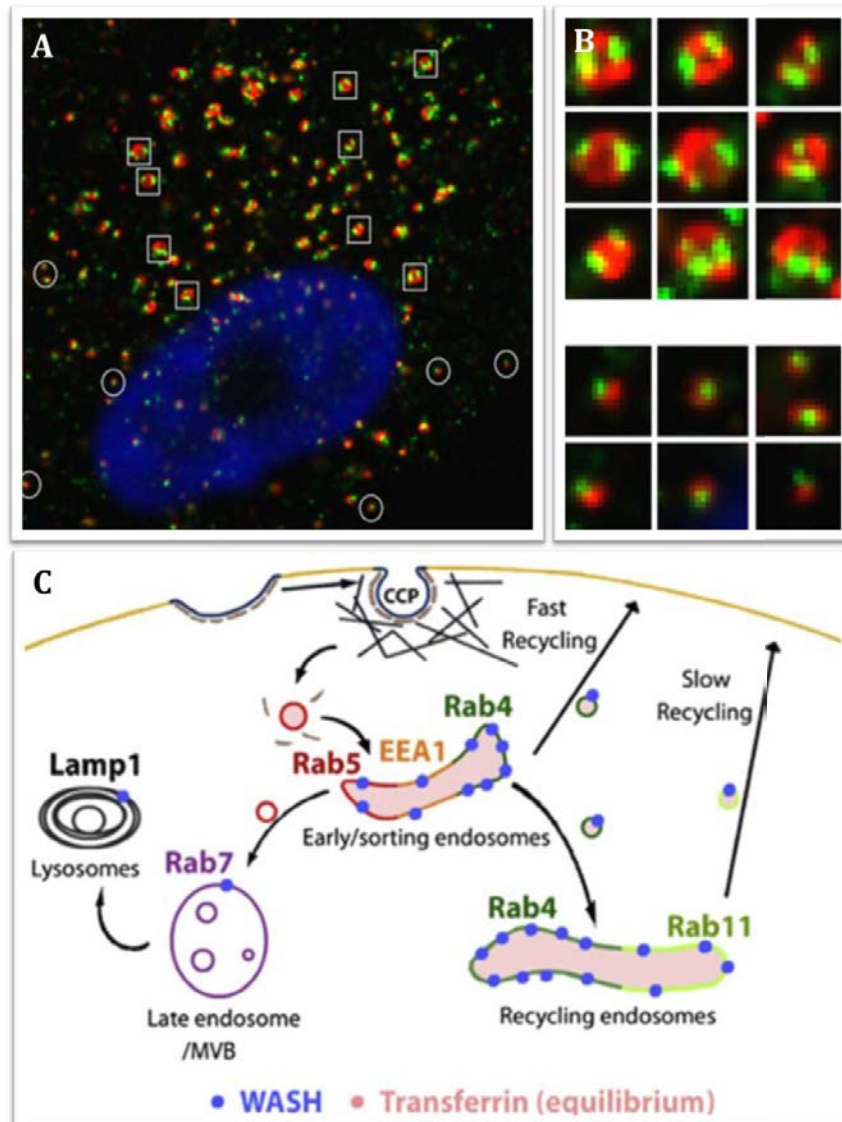 A
B
C
CCP
Fast
Recycling
Slow
Recycling
Rab4
EEA1
Rab5
Lamp1
Early/sorting endosomes
Lysosomes
Rab7
Rab4
Rab11
Late endosome
/MVB
Recycling endosomes
WASH
Transferrin (equilibrium)